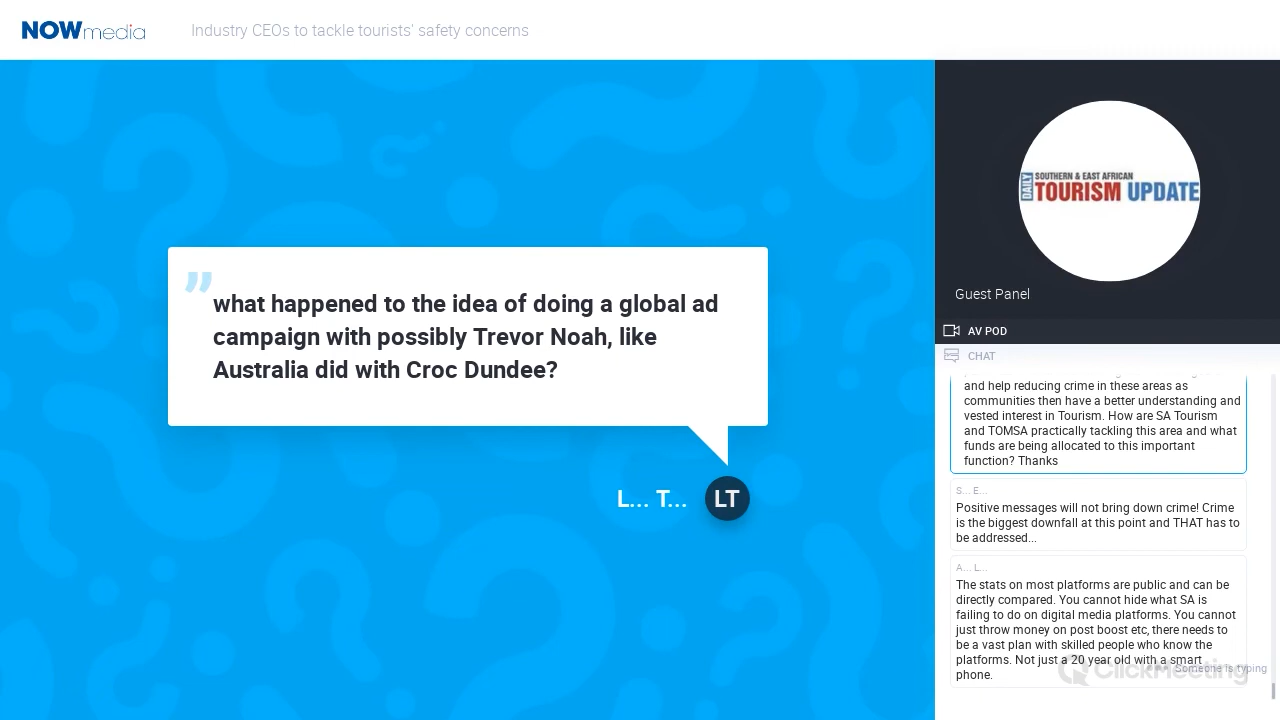 NOWmedia
Industry CEOs to tackle tourists' safety concerns
”
what happened to the idea of doing a global ad
campaign with possibly Trevor Noah, like
Australia did with Croc Dundee?
L... T...
LT
DAILY
SOUTHERN & EAST AFRICAN
TOURISM UPDATE
Guest Panel
AV POD
CHAT
and help reducing crime in these areas as
communities then have a better understanding and
vested interest in Tourism. How are SA Tourism
and TOMSA practically tackling this area and what
funds are being allocated to this important
function? Thanks
S... E...
Positive messages will not bring down crime! Crime
is the biggest downfall at this point and THAT has to
be addressed...
A... L...
The stats on most platforms are public and can be
directly compared. You cannot hide what SA is
failing to do on digital media platforms. You cannot
just throw money on post boost etc, there needs to
be a vast plan with skilled people who know the
platforms. Not just a 20 year old with a smart
phone.
Someone is typing
ClickMeeting